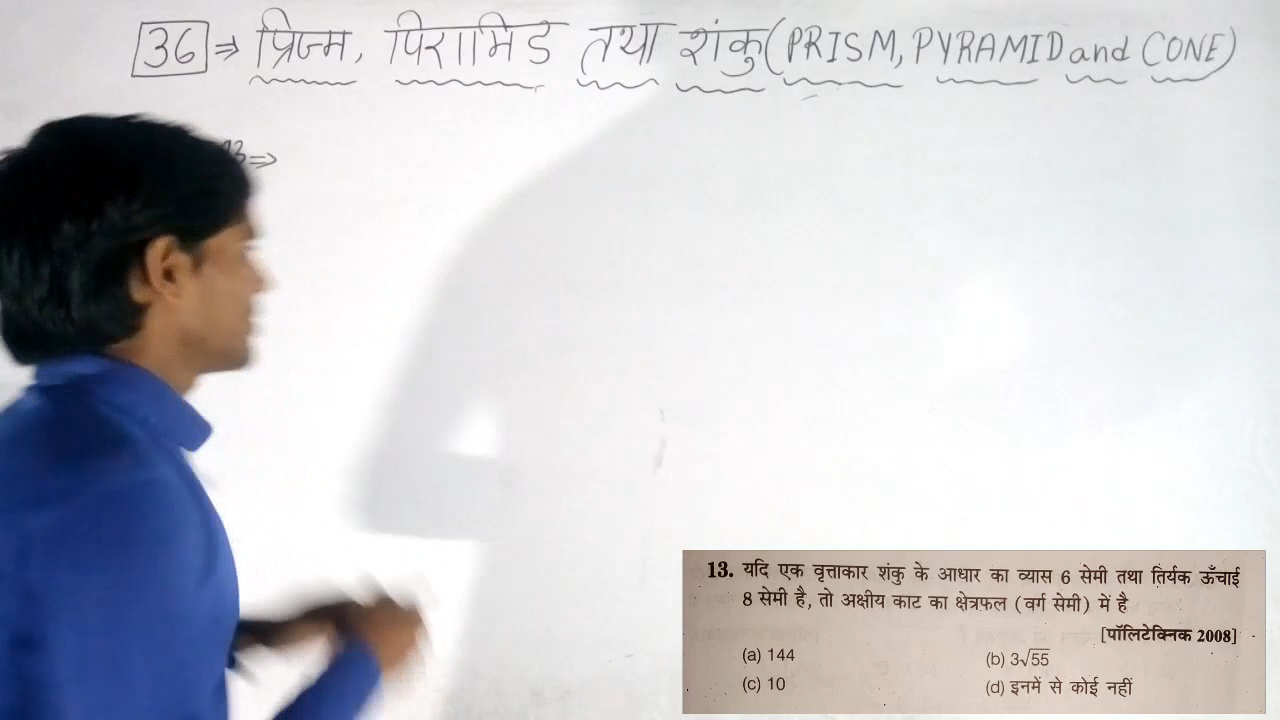 36 ⇒ प्रिज्म, पिरामिड तथा शंकु (PRISM, PYRAMID and CONE)
⇒
13. यदि एक वृत्ताकार शंकु के आधार का व्यास 6 सेमी तथा तिर्यक ऊँचाई
8 सेमी है, तो अक्षीय काट का क्षेत्रफल (वर्ग सेमी) में है
[पॉलिटेक्निक 2008]
(a) 144 (b) 3√55
(c) 10 (d) इनमें से कोई नहीं